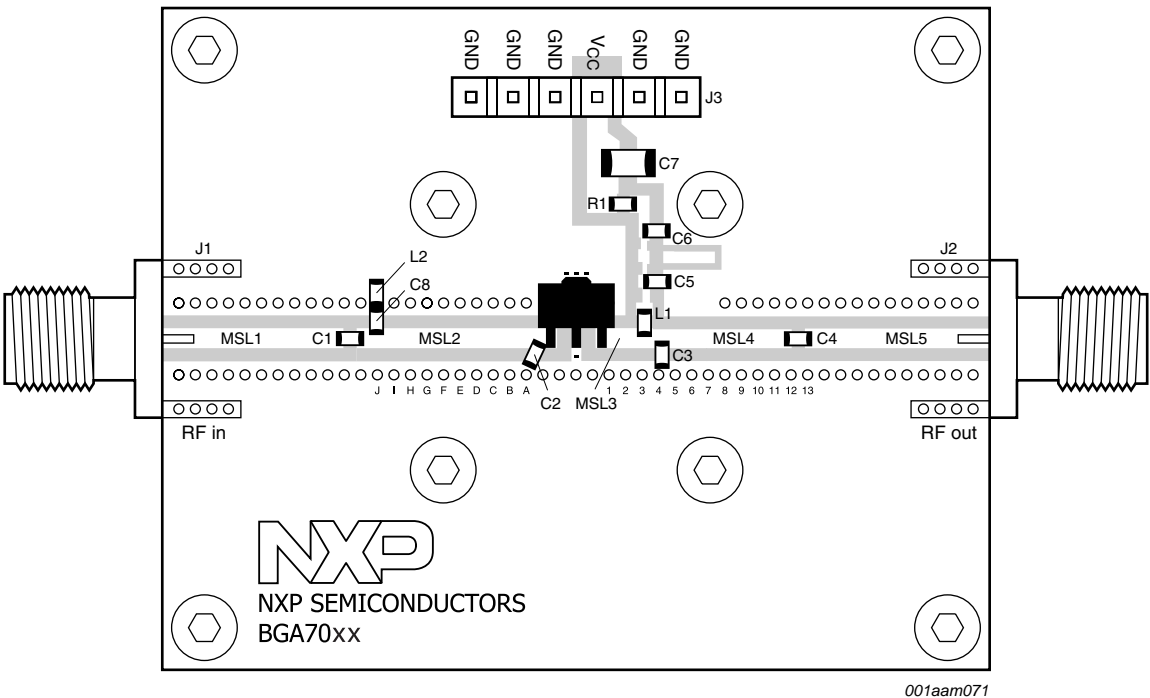 GND
GND
GND
VCC
GND
GND
J3
C7
R1
C6
J1
J2
L2
C8
C5
L1
MSL1
C1
MSL2
MSL4
C4
MSL5
C3
J I H G F E D C B A
1 2 3 4 5 6 7 8 9 10 11 12 13
C2
MSL3
RF in
RF out
NXP
NXP SEMICONDUCTORS
BGA70xx
001aam071